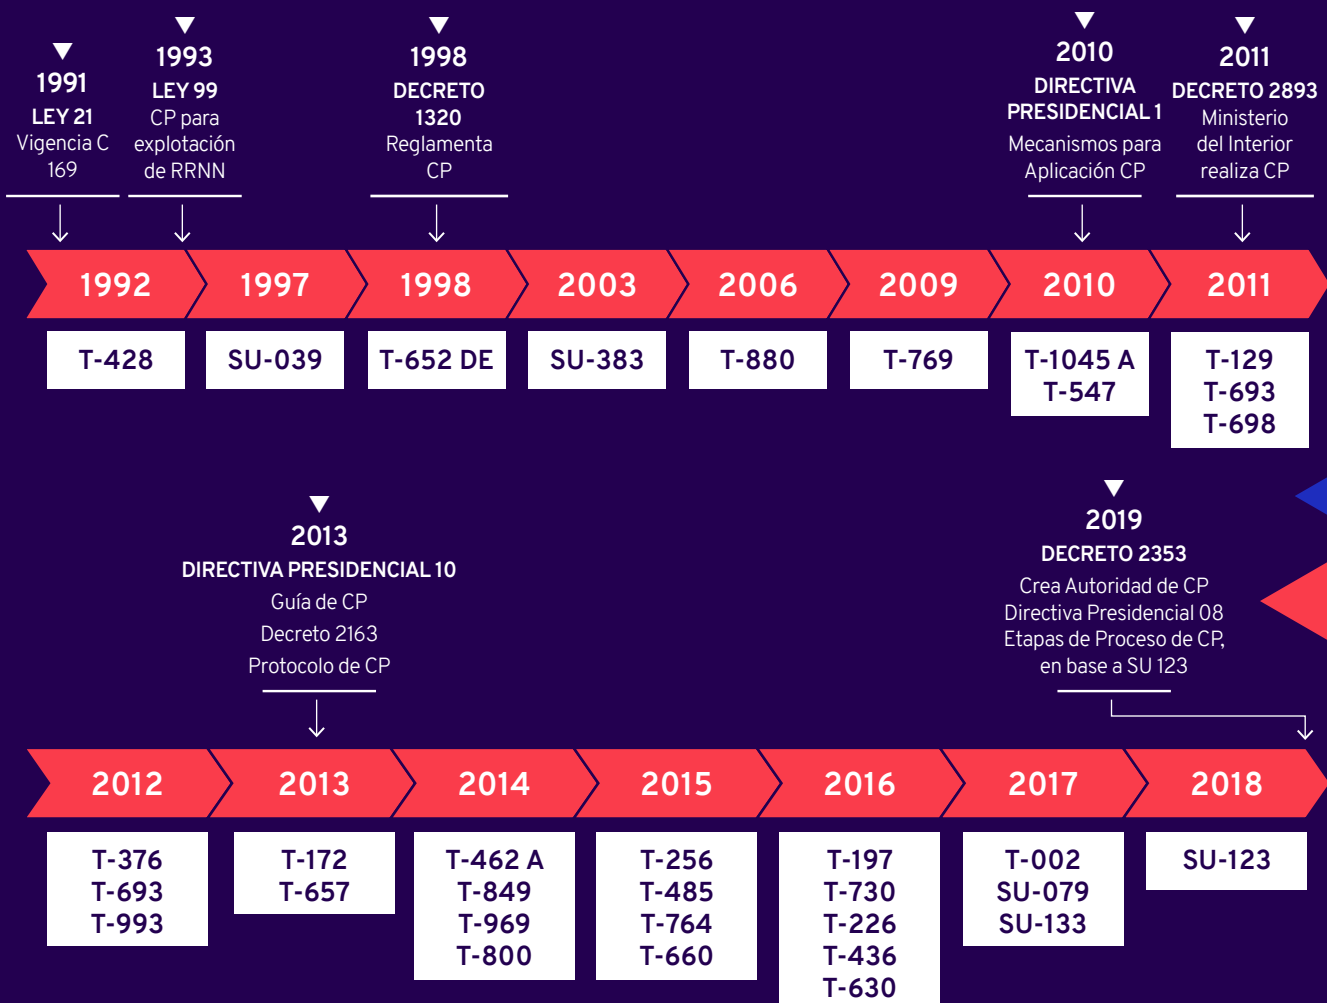 1991
LEY 21
Vigencia C
169
1993
LEY 99
CP para
explotación
de RRNN
1998
DECRETO
1320
Reglamenta
CP
2010
DIRECTIVA
PRESIDENCIAL 1
Mecanismos para
Aplicación CP
2011
DECRETO 2893
Ministerio
del Interior
realiza CP
1992
1997
1998
2003
2006
2009
2010
2011
T-428
SU-039
T-652 DE
SU-383
T-880
T-769
T-1045 A
T-547
T-129
T-693
T-698
2013
DIRECTIVA PRESIDENCIAL 10
Guía de CP
Decreto 2163
Protocolo de CP
2019
DECRETO 2353
Crea Autoridad de CP
Directiva Presidencial 08
Etapas de Proceso de CP,
en base a SU 123
2012
2013
2014
2015
2016
2017
2018
T-376
T-693
T-993
T-172
T-657
T-462 A
T-849
T-969
T-800
T-256
T-485
T-764
T-660
T-197
T-730
T-226
T-436
T-630
T-002
SU-079
SU-133
SU-123